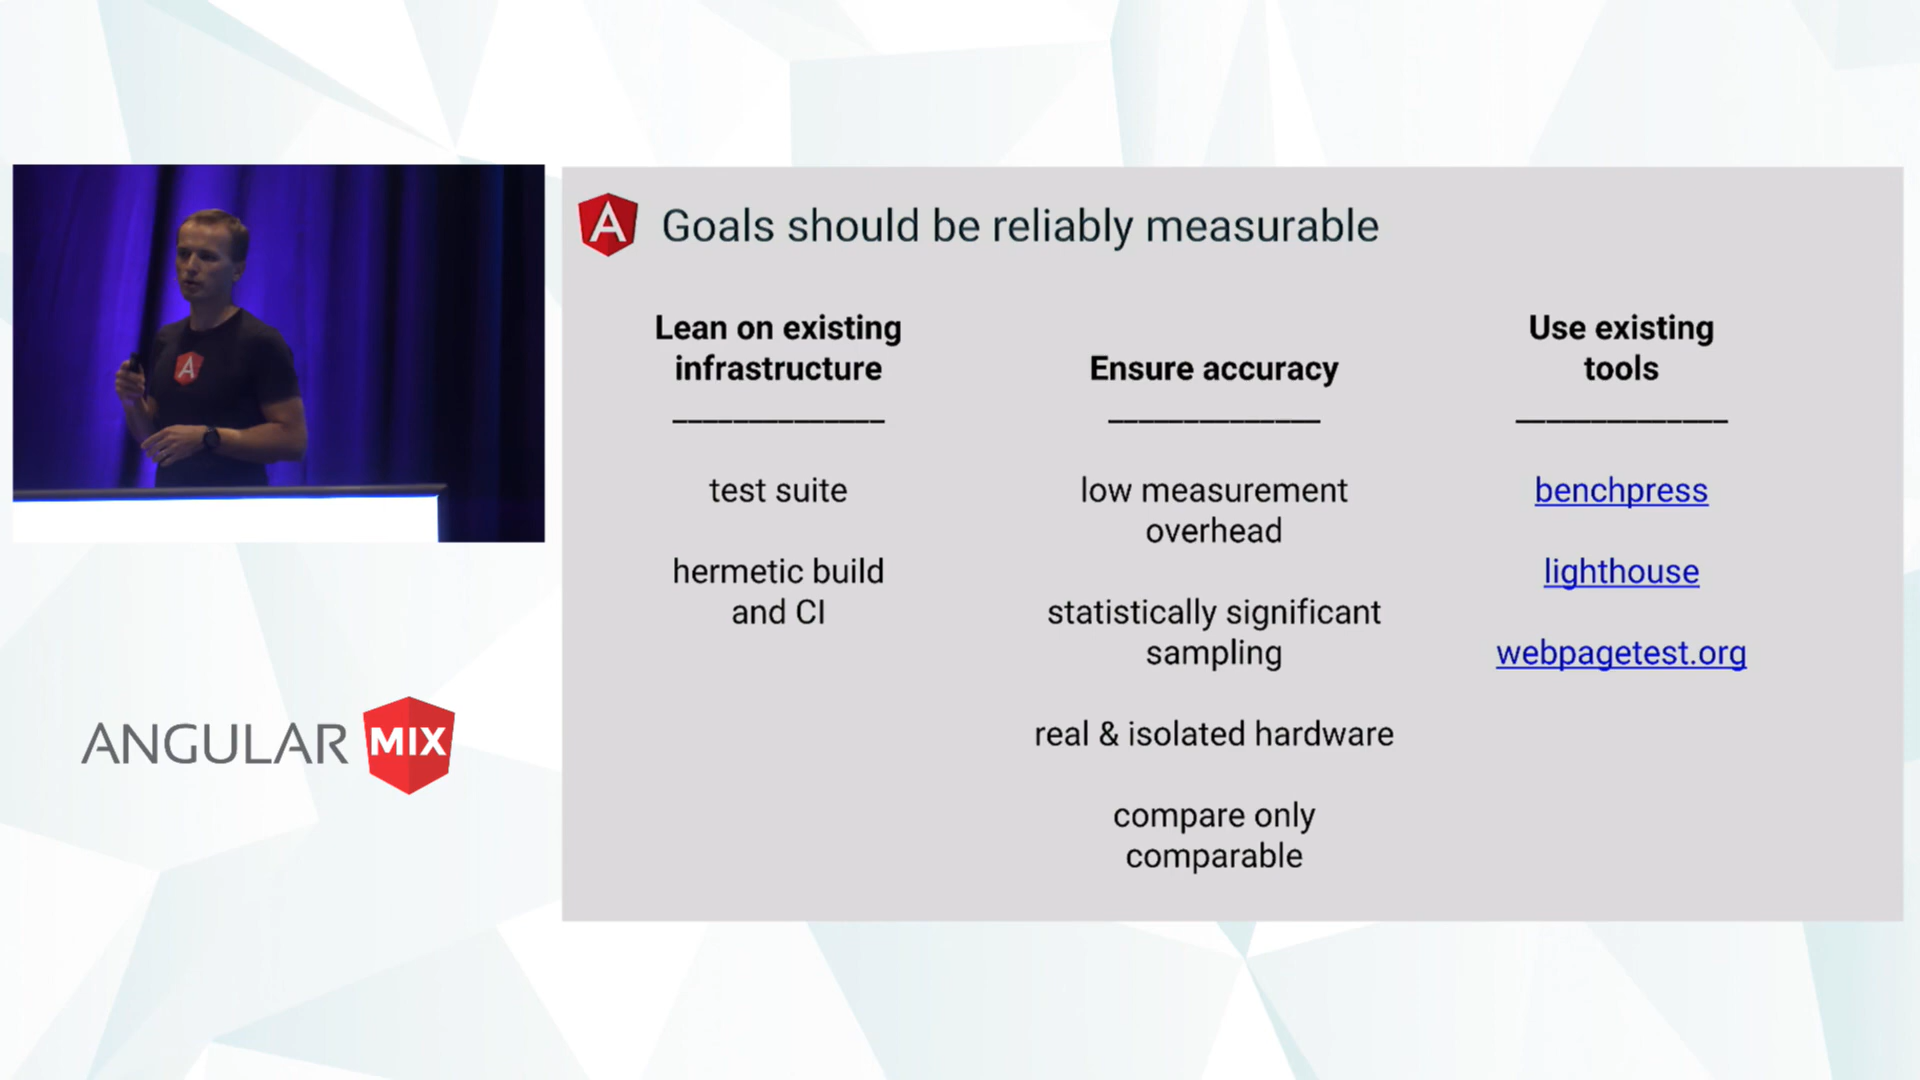 A Goals should be reliably measurable
Lean on existing
infrastructure
______________
test suite
hermetic build
and CI
Ensure accuracy
______________
low measurement
overhead
statistically significant
sampling
real & isolated hardware
compare only
comparable
Use existing
tools
______________
benchpress
lighthouse
webpagetest.org
A
ANGULAR MIX